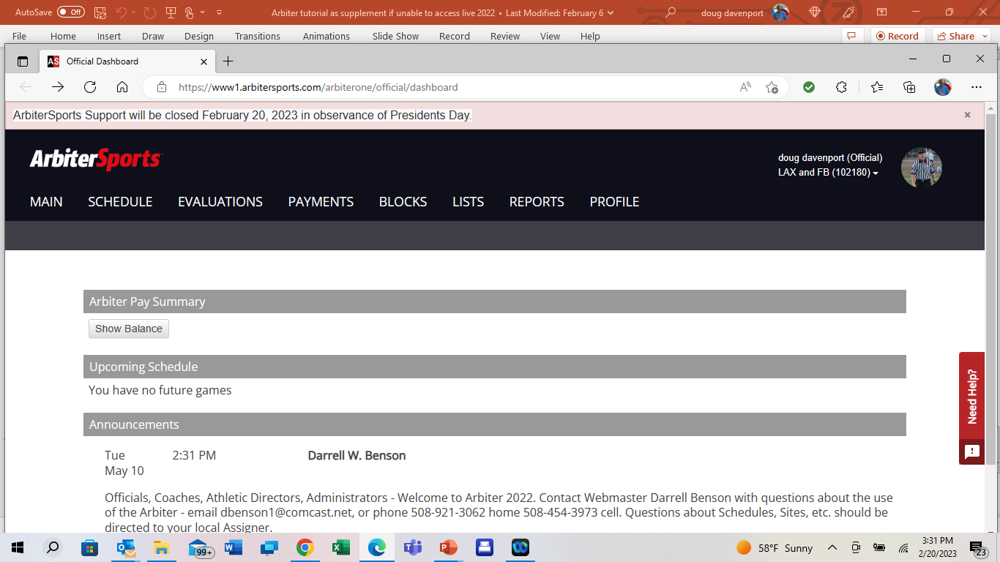 AutoSave Off Arbiter tutorial as supplement if unable to access live 2022 • Last Modified: February 6 doug davenport
File Home Insert Draw Design Transitions Animations Slide Show Record Review View Help Record Share
AS Official Dashboard
https://www1.arbitersports.com/arbiterone/official/dashboard
ArbiterSports Support will be closed February 20, 2023 in observance of Presidents Day.
ArbiterSports
doug davenport (Official)
LAX and FB (102180)
MAIN SCHEDULE EVALUATIONS PAYMENTS BLOCKS LISTS REPORTS PROFILE
Arbiter Pay Summary
Show Balance
Upcoming Schedule
You have no future games
Need Help?
Announcements
Tue 2:31 PM Darrell W. Benson
May 10
Officials, Coaches, Athletic Directors, Administrators - Welcome to Arbiter 2022. Contact Webmaster Darrell Benson with questions about the use
of the Arbiter - email dbenson1@comcast.net, or phone 508-921-3062 home 508-454-3973 cell. Questions about Schedules, Sites, etc. should be
directed to your local Assigner.
99+ 58°F Sunny 3:31 PM
2/20/2023 23